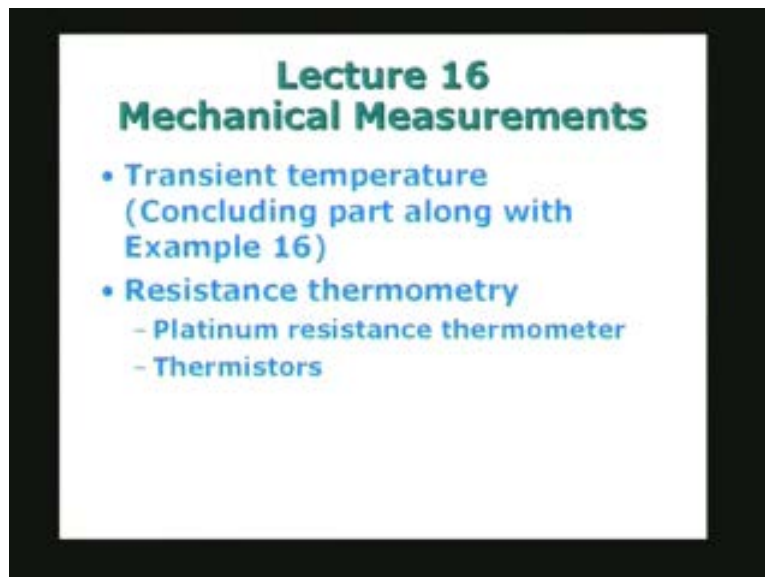 Lecture 16
Mechanical Measurements
• Transient temperature
(Concluding part along with
Example 16)
• Resistance thermometry
– Platinum resistance thermometer
– Thermistors